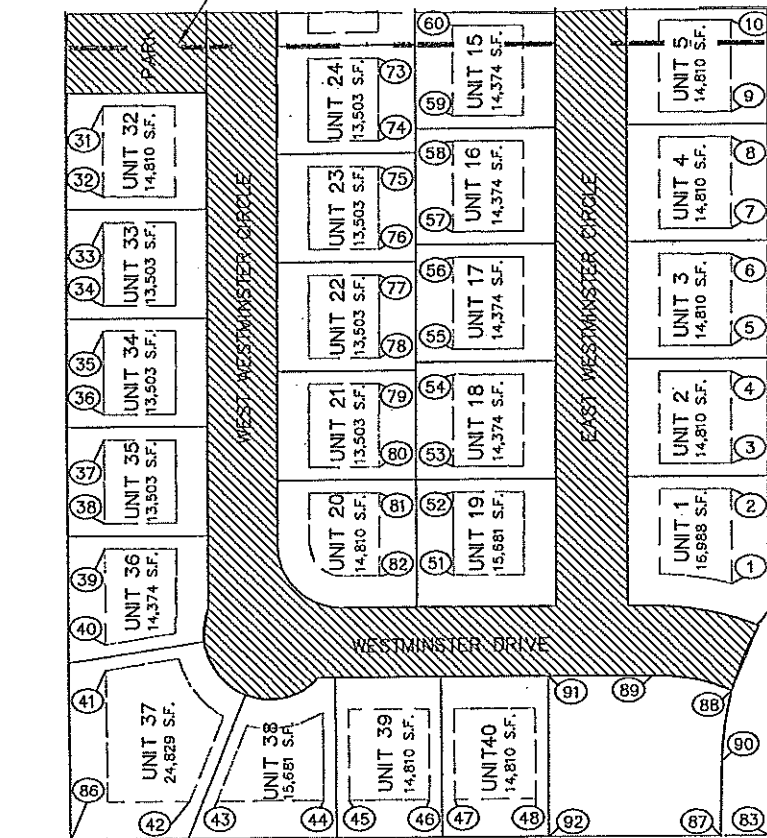 PARK
WEST WESTMINSTER CIRCLE
EAST WESTMINSTER CIRCLE
WESTMINSTER DRIVE
31
32
UNIT 32
14,810 S.F.
33
34
UNIT 33
13,503 S.F.
35
36
UNIT 34
13,503 S.F.
37
38
UNIT 35
13,503 S.F.
39
40
UNIT 36
14,374 S.F.
41
86
42
UNIT 37
24,829 S.F.
UNIT 24
13,503 S.F.
73
74
UNIT 23
13,503 S.F.
75
76
UNIT 22
13,503 S.F.
77
78
UNIT 21
13,503 S.F.
79
80
UNIT 20
14,810 S.F.
81
82
60
59
UNIT 15
14,374 S.F.
58
57
UNIT 16
14,374 S.F.
56
55
UNIT 17
14,374 S.F.
54
53
UNIT 18
14,374 S.F.
52
51
UNIT 19
15,681 S.F.
UNIT 5
14,810 S.F.
10
9
UNIT 4
14,810 S.F.
8
7
UNIT 3
14,810 S.F.
6
5
UNIT 2
14,810 S.F.
4
3
UNIT 1
15,988 S.F.
2
1
UNIT 38
15,681 S.F.
43
44
UNIT 39
14,810 S.F.
45
46
UNIT40
14,810 S.F.
47
48
91
89
88
90
92
87
83